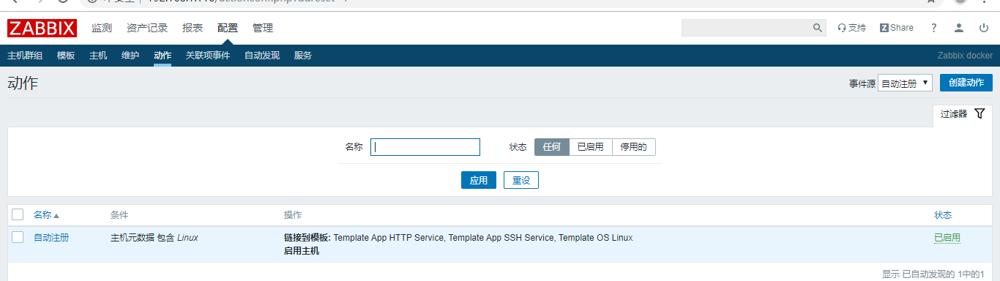 ZABBIX 监测 资产记录 报表 配置 管理 支持 Z Share ?
主机群组 模板 主机 维护 动作 关联项事件 自动发现 服务 Zabbix docker
动作 事件源 自动注册 创建动作
过滤器
名称 状态 任何 已启用 停用的
应用 重设
名称 条件 操作 状态
自动注册 主机元数据 包含 Linux 链接到模板: Template App HTTP Service, Template App SSH Service, Template OS Linux 已启用
启用主机
显示 已自动发现的 1中的1